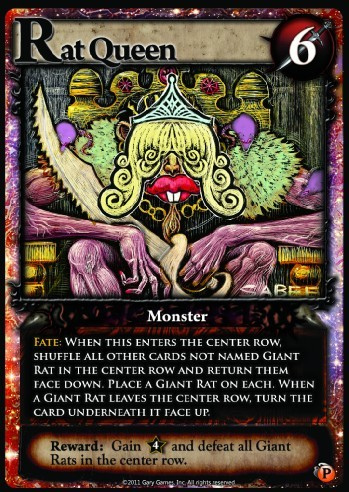 Rat Queen
6
SABEE
Monster
Fate: When this enters the center row,
shuffle all other cards not named Giant
Rat in the center row and return them
face down. Place a Giant Rat on each. When
a Giant Rat leaves the center row, turn the
card underneath it face up.
Reward: Gain 4 and defeat all Giant
Rats in the center row.
P
©2011 Gary Games, Inc. All rights reserved.